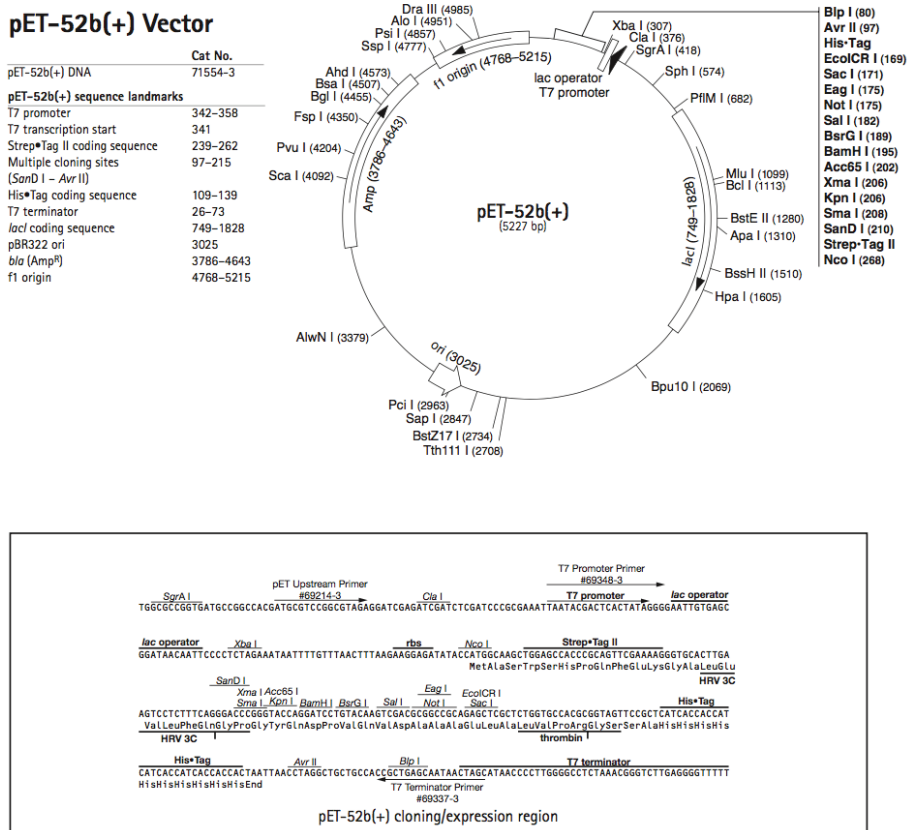 pET-52b(+) Vector
Cat No.
pET-52b(+) DNA 71554-3
pET-52b(+) sequence landmarks
T7 promoter 342–358
T7 transcription start 341
Strep•Tag II coding sequence 239–262
Multiple cloning sites 97–215
(SanD I – Avr II)
His•Tag coding sequence 109–139
T7 terminator 26–73
lacI coding sequence 749–1828
pBR322 ori 3025
bla (AmpR) 3786–4643
f1 origin 4768–5215
Dra III (4985)
Alo I (4951)
Psi I (4857)
Ssp I (4777)
Ahd I (4573)
Bsa I (4507)
Bgl I (4455)
Fsp I (4350)
Pvu I (4204)
Sca I (4092)
AlwN I (3379)
Pci I (2963)
Sap I (2847)
BstZ17 I (2734)
Tth111 I (2708)
f1 origin (4768–5215)
Amp (3786–4643)
ori (3025)
lacI (749–1828)
lac operator
T7 promoter
pET-52b(+)
(5227 bp)
Xba I (307)
Cla I (376)
SgrA I (418)
Sph I (574)
PflM I (682)
Mlu I (1099)
Bcl I (1113)
BstE II (1280)
Apa I (1310)
BssH II (1510)
Hpa I (1605)
Bpu10 I (2069)
Blp I (80)
Avr II (97)
His•Tag
EcoICR I (169)
Sac I (171)
Eag I (175)
Not I (175)
Sal I (182)
BsrG I (189)
BamH I (195)
Acc65 I (202)
Xma I (206)
Kpn I (206)
Sma I (208)
SanD I (210)
Strep•Tag II
Nco I (268)
T7 Promoter Primer
#69348-3
pET Upstream Primer
#69214-3
SgrA I Cla I T7 promoter lac operator
TGGCGCCGGTGATGCCGGCCACGATGCGTCCGGCGTAGAGGATCGAGATCGATCTCGATCCCGCGAAATTAATACGACTCACTATAGGGGAATTGTGAGC
lac operator Xba I rbs Nco I Strep•Tag II
GGATAACAATTCCCCTCTAGAAATAATTTTGTTTAACTTTAAGAAGGAGATATACCATGGCAAGCTGGAGCCACCCGCAGTTCGAAAAAGGGTGCACTTGA
MetAlaSerTrpSerHisProGlnPheGluLysGlyAlaLeuGlu
HRV 3C
SanD I
Xma I Acc65 I Eag I EcoICR I
Sma I Kpn I BamH I BsrG I Sal I Not I Sac I His•Tag
AGTCCTCTTTCAGGGACCCGGGTACCAGGATCCTGTACAAGTCGACGCGGCCGCAGAGCTCGCTCTGGTGCCACGCGGTAGTTCCGCTCATCACCACCAT
ValLeuPheGlnGlyProGlyTyrGlnAspProValGlnValAspAlaAlaAlaGluLeuAlaLeuValProArgGlySerSerAlaHisHisHisHis
HRV 3C thrombin
His•Tag Avr II Blp I T7 terminator
CATCACCATCACCACCACTAATTAACCTAGGCTGCTGCCACCGCTGAGCAATAACTAGCATAACCCCTTGGGGCCTCTAAACGGGTCTTGAGGGGTTTTT
HisHisHisHisHisHisEnd
T7 Terminator Primer
#69337-3
pET-52b(+) cloning/expression region